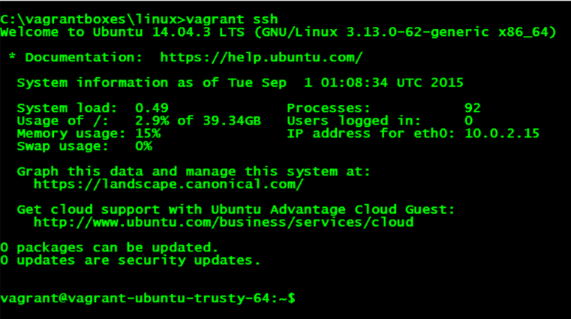 C:\vagrantboxes\linux>vagrant ssh
Welcome to Ubuntu 14.04.3 LTS (GNU/Linux 3.13.0-62-generic x86_64)
* Documentation:  https://help.ubuntu.com/
System information as of Tue Sep  1 01:08:34 UTC 2015
System load:  0.49              Processes:           92
Usage of /:   2.9% of 39.34GB   Users logged in:     0
Memory usage: 15%               IP address for eth0: 10.0.2.15
Swap usage:   0%
Graph this data and manage this system at:
https://landscape.canonical.com/
Get cloud support with Ubuntu Advantage Cloud Guest:
http://www.ubuntu.com/business/services/cloud
0 packages can be updated.
0 updates are security updates.
vagrant@vagrant-ubuntu-trusty-64:~$